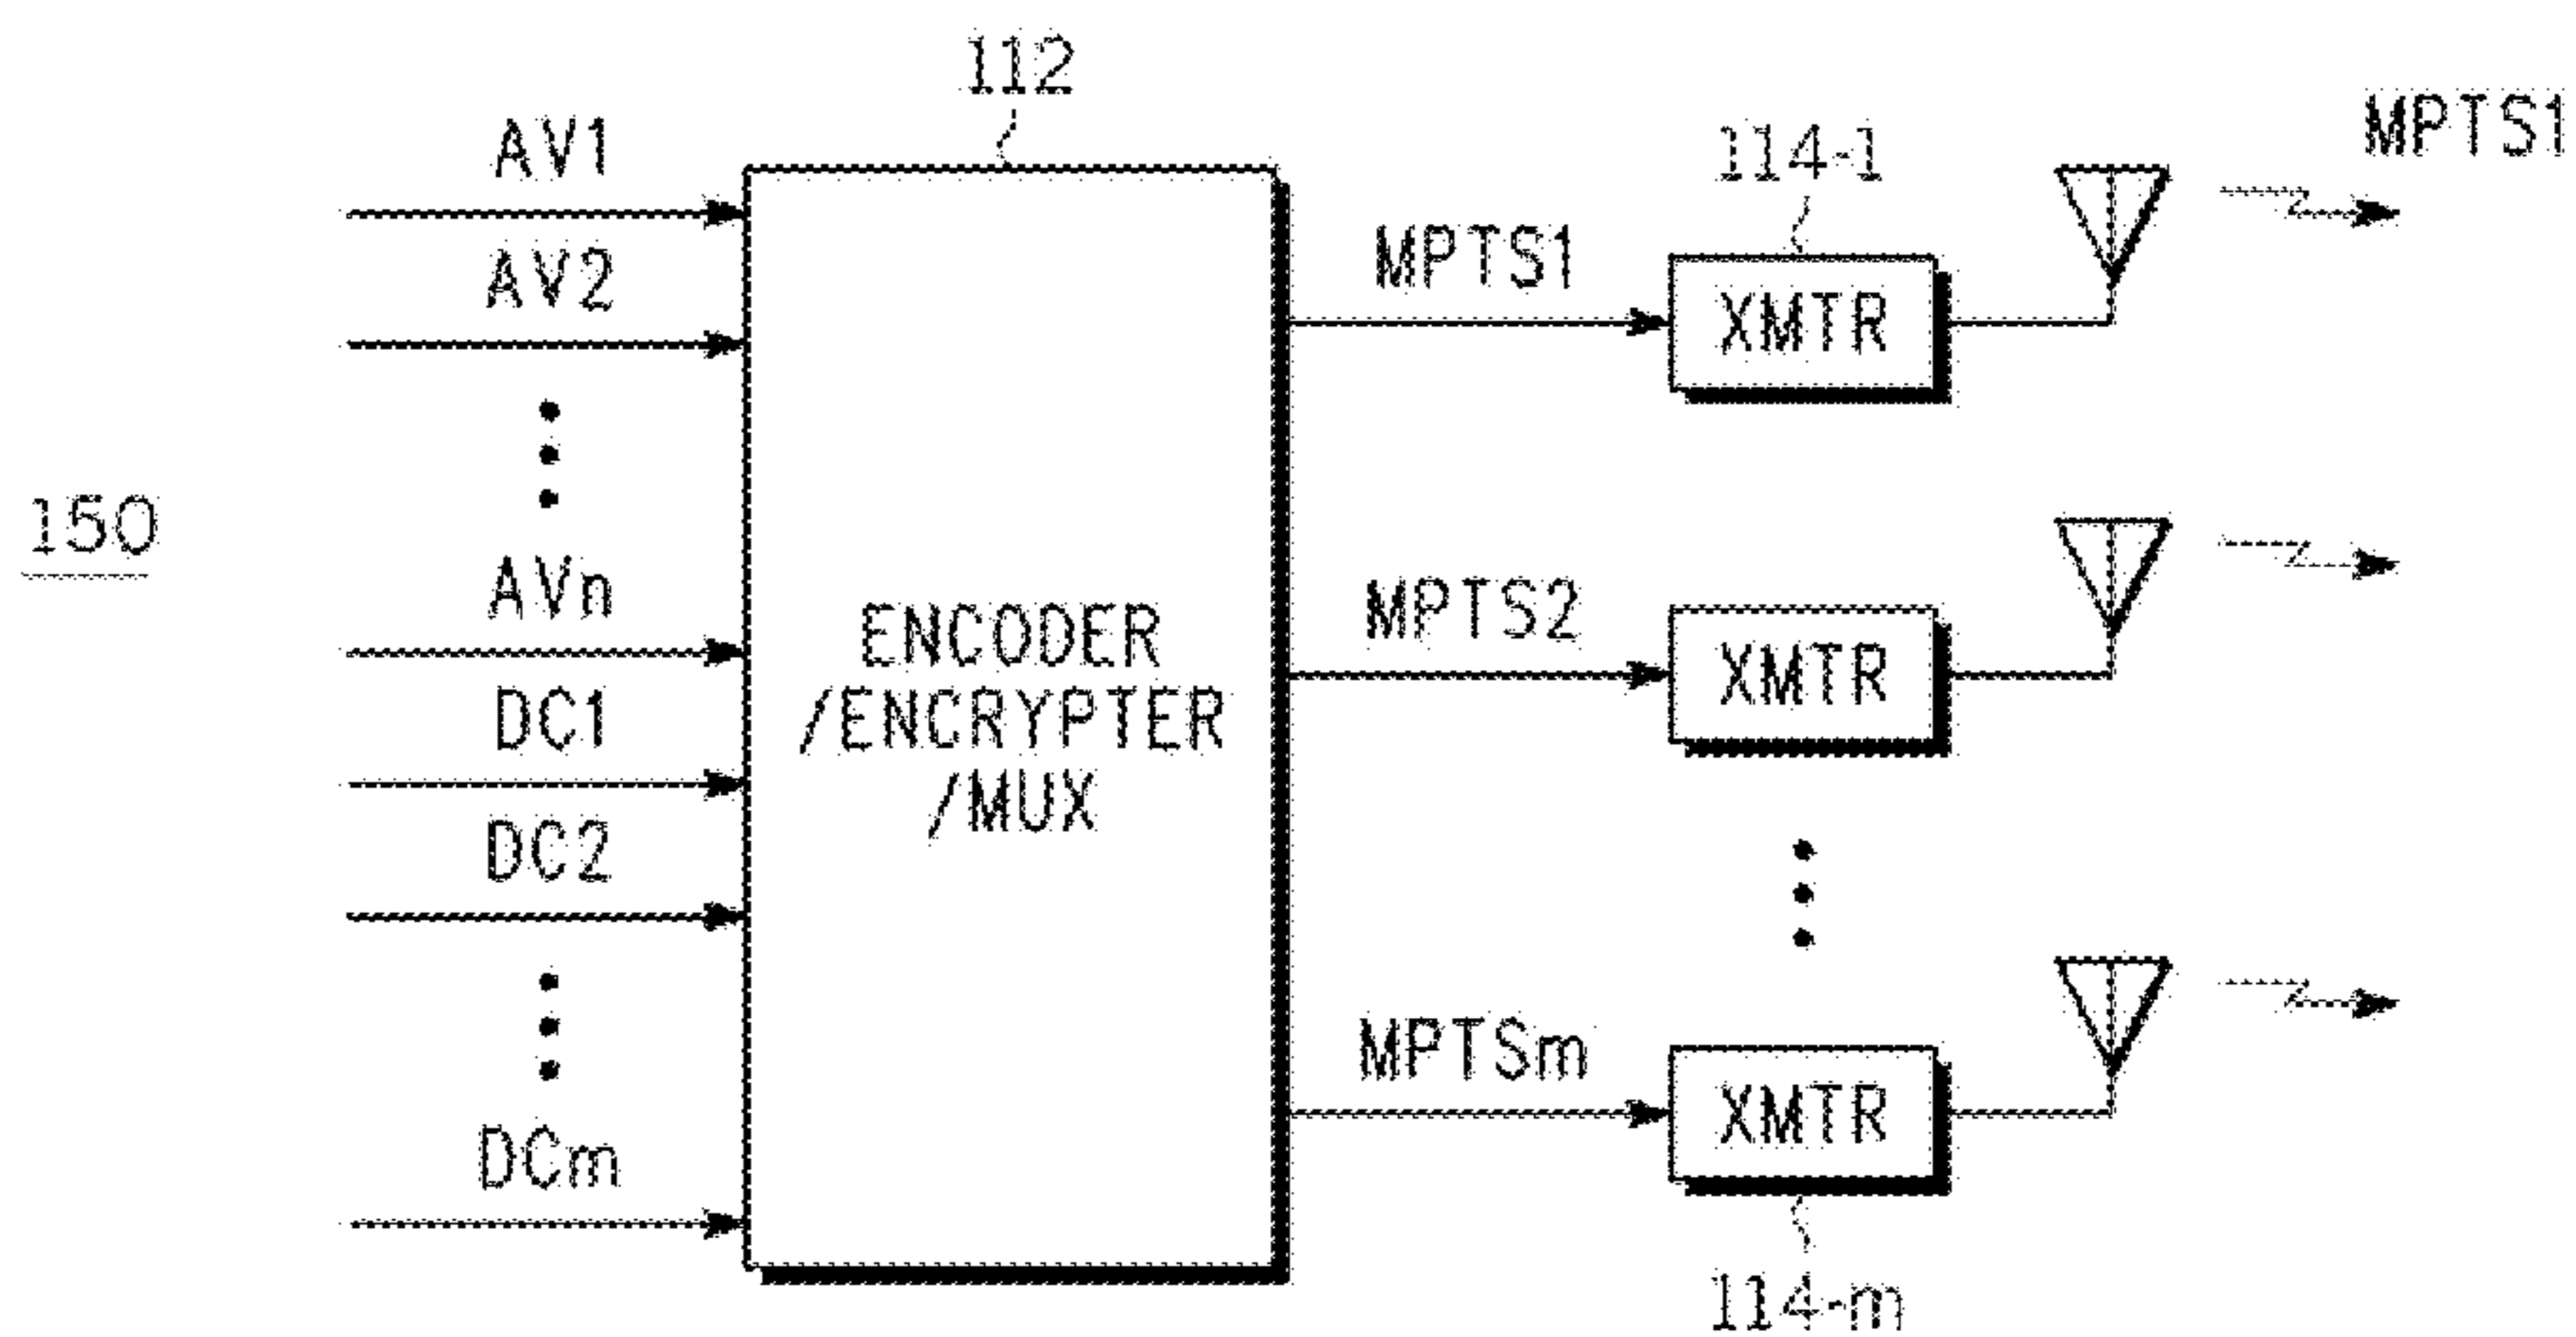 112
AV1
114-1
MPTS1
AV2
MPTS1
XMTR
150
AVn
MPTS2
ENCODER
/ENCRYPTER
/MUX
XMTR
DC1
DC2
MPTSm
DCm
XMTR
114-m